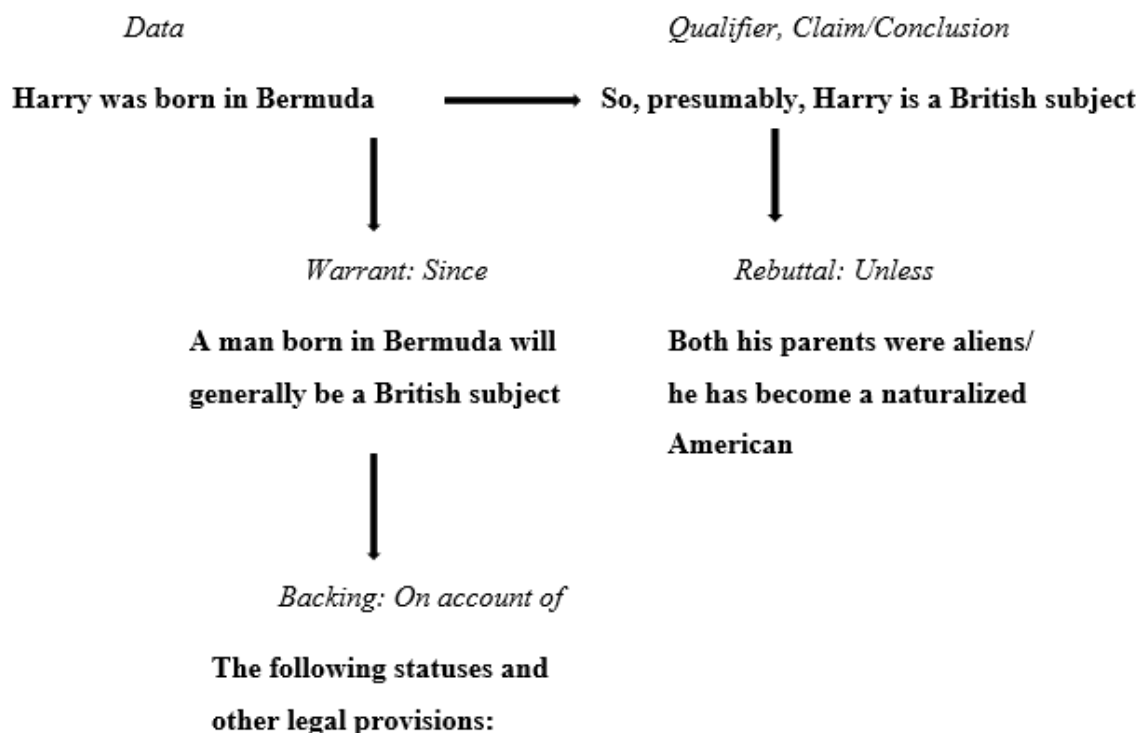 Data
Qualifier, Claim/Conclusion
Harry was born in Bermuda
So, presumably, Harry is a British subject
Warrant: Since
Rebuttal: Unless
A man born in Bermuda will
generally be a British subject
Both his parents were aliens/
he has become a naturalized
American
Backing: On account of
The following statuses and
other legal provisions: